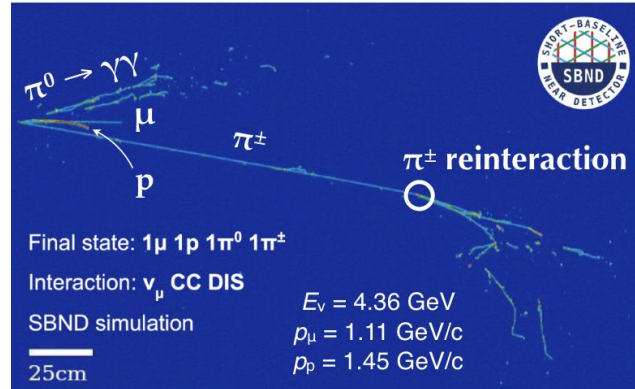 SHORT-BASELINE
SBND
NEAR DETECTOR
π⁰ → γγ
μ
π±
p
π± reinteraction
Final state: 1μ 1p 1π⁰ 1π±
Interaction: νμ CC DIS
SBND simulation
25cm
Eν = 4.36 GeV
pμ = 1.11 GeV/c
pp = 1.45 GeV/c